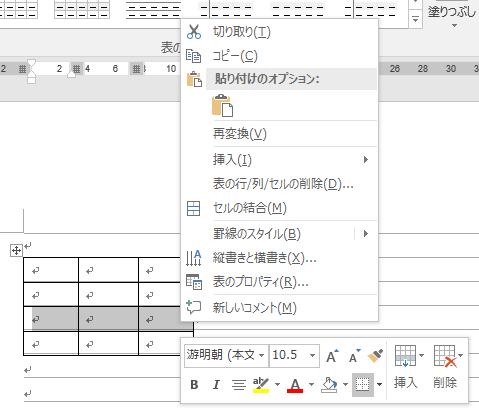 塗りつぶし
表の
2 2 4 6 8 10 26 28 30 3
切り取り(T)
コピー(C)
貼り付けのオプション:
再変換(V)
挿入(I)
表の行/列/セルの削除(D)...
セルの結合(M)
罫線のスタイル(B)
縦書きと横書き(X)...
表のプロパティ(R)...
新しいコメント(M)
游明朝 (本文 10.5 A A
B I A 挿入 削除